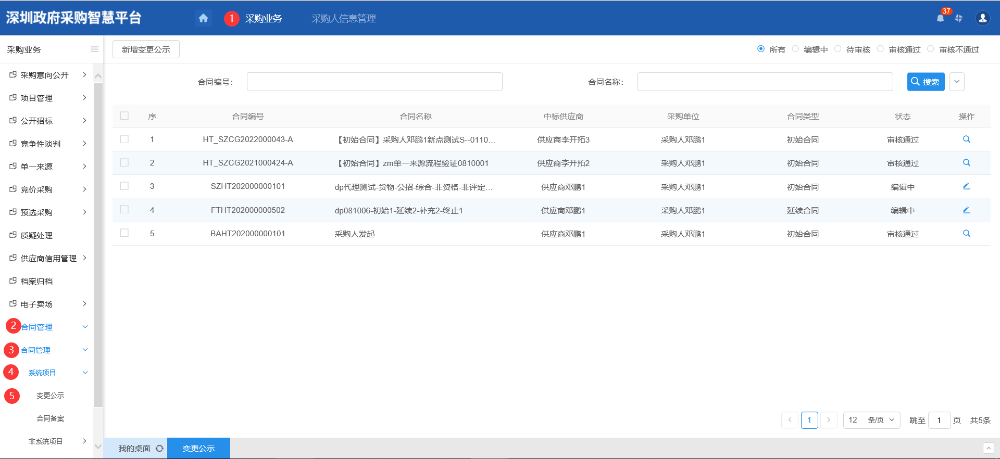 深圳政府采购智慧平台
1 采购业务
采购人信息管理
37
采购业务
采购意向公开
项目管理
公开招标
竞争性谈判
单一来源
竞价采购
预选采购
质疑处理
供应商信用管理
档案归档
电子卖场
2 合同管理
3 合同管理
4 系统项目
5 变更公示
合同备案
非系统项目
新增变更公示
所有 编辑中 待审核 审核通过 审核不通过
合同编号： 合同名称： 搜索
序 合同编号 合同名称 中标供应商 采购单位 合同类型 状态 操作
1 HT_SZCG2022000043-A 【初始合同】采购人邓鹏1新点测试S--0110... 供应商李开拓3 采购人邓鹏1 初始合同 审核通过
2 HT_SZCG2021000424-A 【初始合同】zm单一来源流程验证0810001 供应商李开拓2 采购人邓鹏1 初始合同 审核通过
3 SZHT202000000101 dp代理测试-货物-公招-综合-非资格-非评定... 供应商邓鹏1 采购人邓鹏1 初始合同 编辑中
4 FTHT202000000502 dp081006-初始1-延续2-补充2-终止1 供应商邓鹏1 采购人邓鹏1 延续合同 编辑中
5 BAHT202000000101 采购人发起 供应商邓鹏1 采购人邓鹏1 初始合同 审核通过
1 12 条/页 跳至 1 页 共5条
我的桌面 变更公示